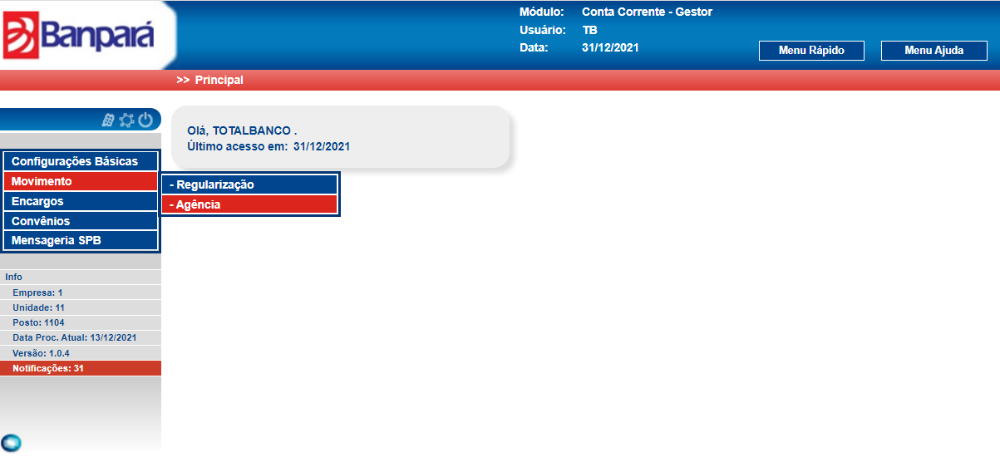 Banpará
Módulo: Conta Corrente - Gestor
Usuário: TB
Data: 31/12/2021
Menu Rápido
Menu Ajuda
>> Principal
Olá, TOTALBANCO .
Último acesso em: 31/12/2021
Configurações Básicas
Movimento
- Regularização
- Agência
Encargos
Convênios
Mensageria SPB
Info
Empresa: 1
Unidade: 11
Posto: 1104
Data Proc. Atual: 13/12/2021
Versão: 1.0.4
Notificações: 31